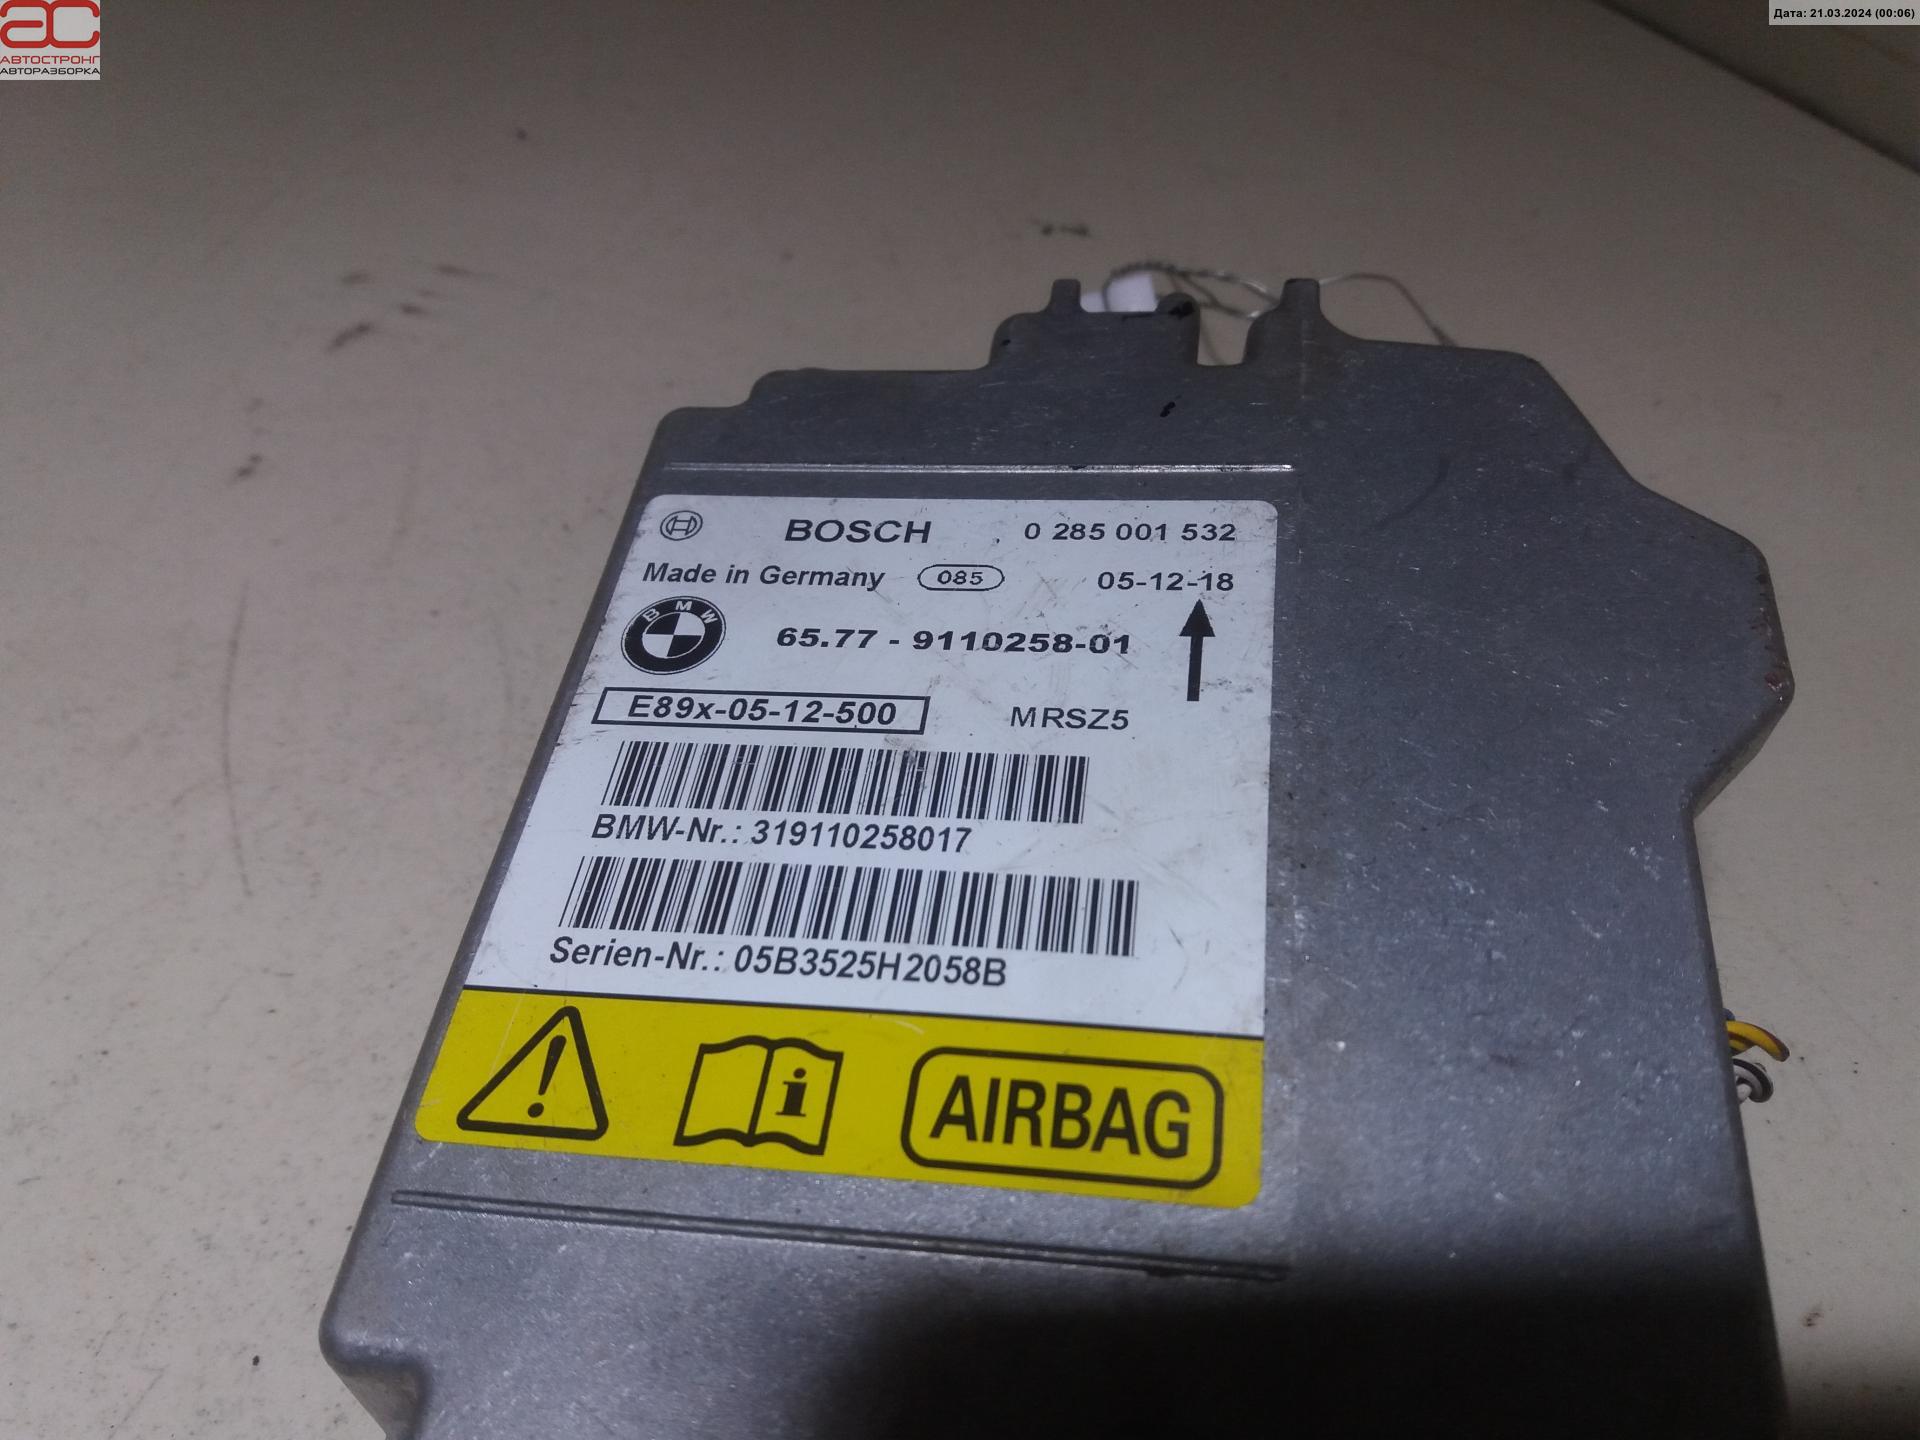 ac
АВТОСТРОНГ
АВТОРАЗБОРКА
Дата: 21.03.2024 (00:06)
BOSCH 0 285 001 532
Made in Germany 085 05-12-18
BMW
65.77 - 9110258-01
E89x-05-12-500 MRSZ5
BMW-Nr.: 319110258017
Serien-Nr.: 05B3525H2058B
! i AIRBAG